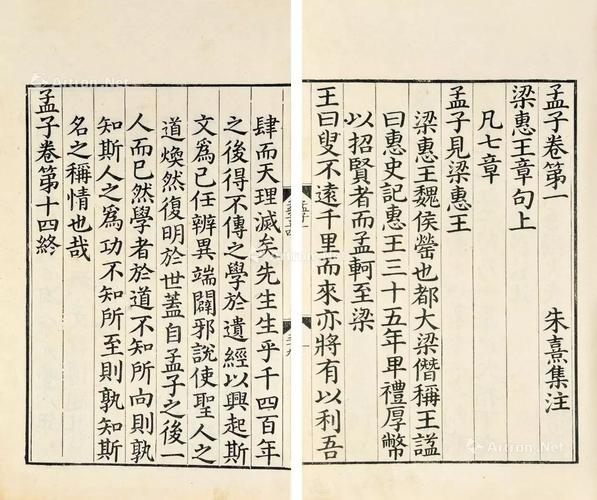 孟子卷第一
朱熹集注
梁惠王章句上
凡七章
孟子見梁惠王
梁惠王魏侯罃也都大梁僭稱王謚
曰惠史記惠王三十五年卑禮厚幣
以招賢者而孟軻至梁
王曰叟不遠千里而來亦將有以利吾
肆而天理滅矣先生生乎千四百年
之後得不傳之學於遺經以興起斯
文爲己任辨異端闢邪說使聖人之
道煥然復明於世蓋自孟子之後一
人而已然學者於道不知所向則孰
知斯人之爲功不知所至則孰知斯
名之稱情也哉
孟子卷第十四終
Artron.Net
Artron.Net